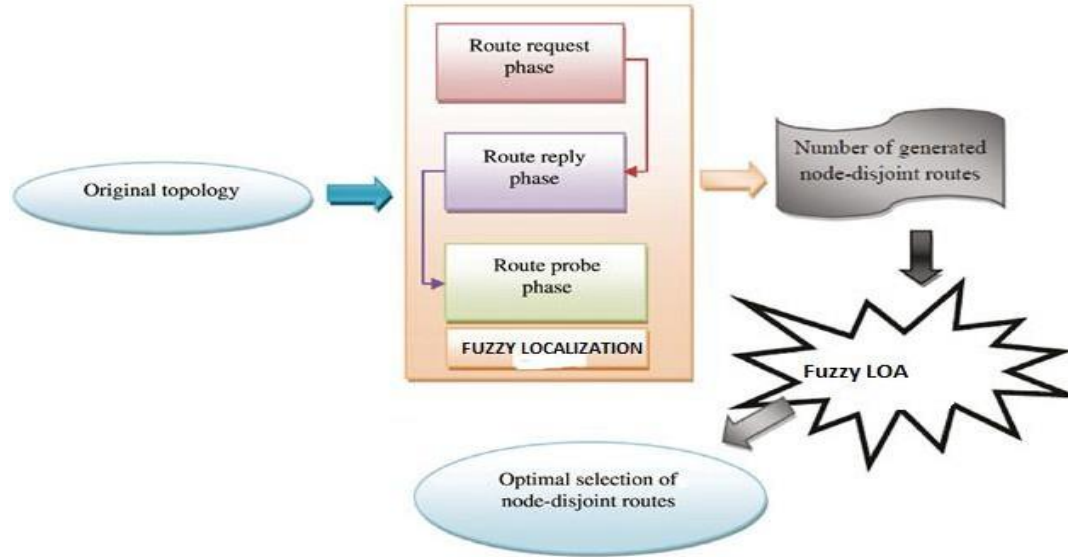 Original topology
Route request
phase
Route reply
phase
Route probe
phase
FUZZY LOCALIZATION
Number of generated
node-disjoint routes
Fuzzy LOA
Optimal selection of
node-disjoint routes